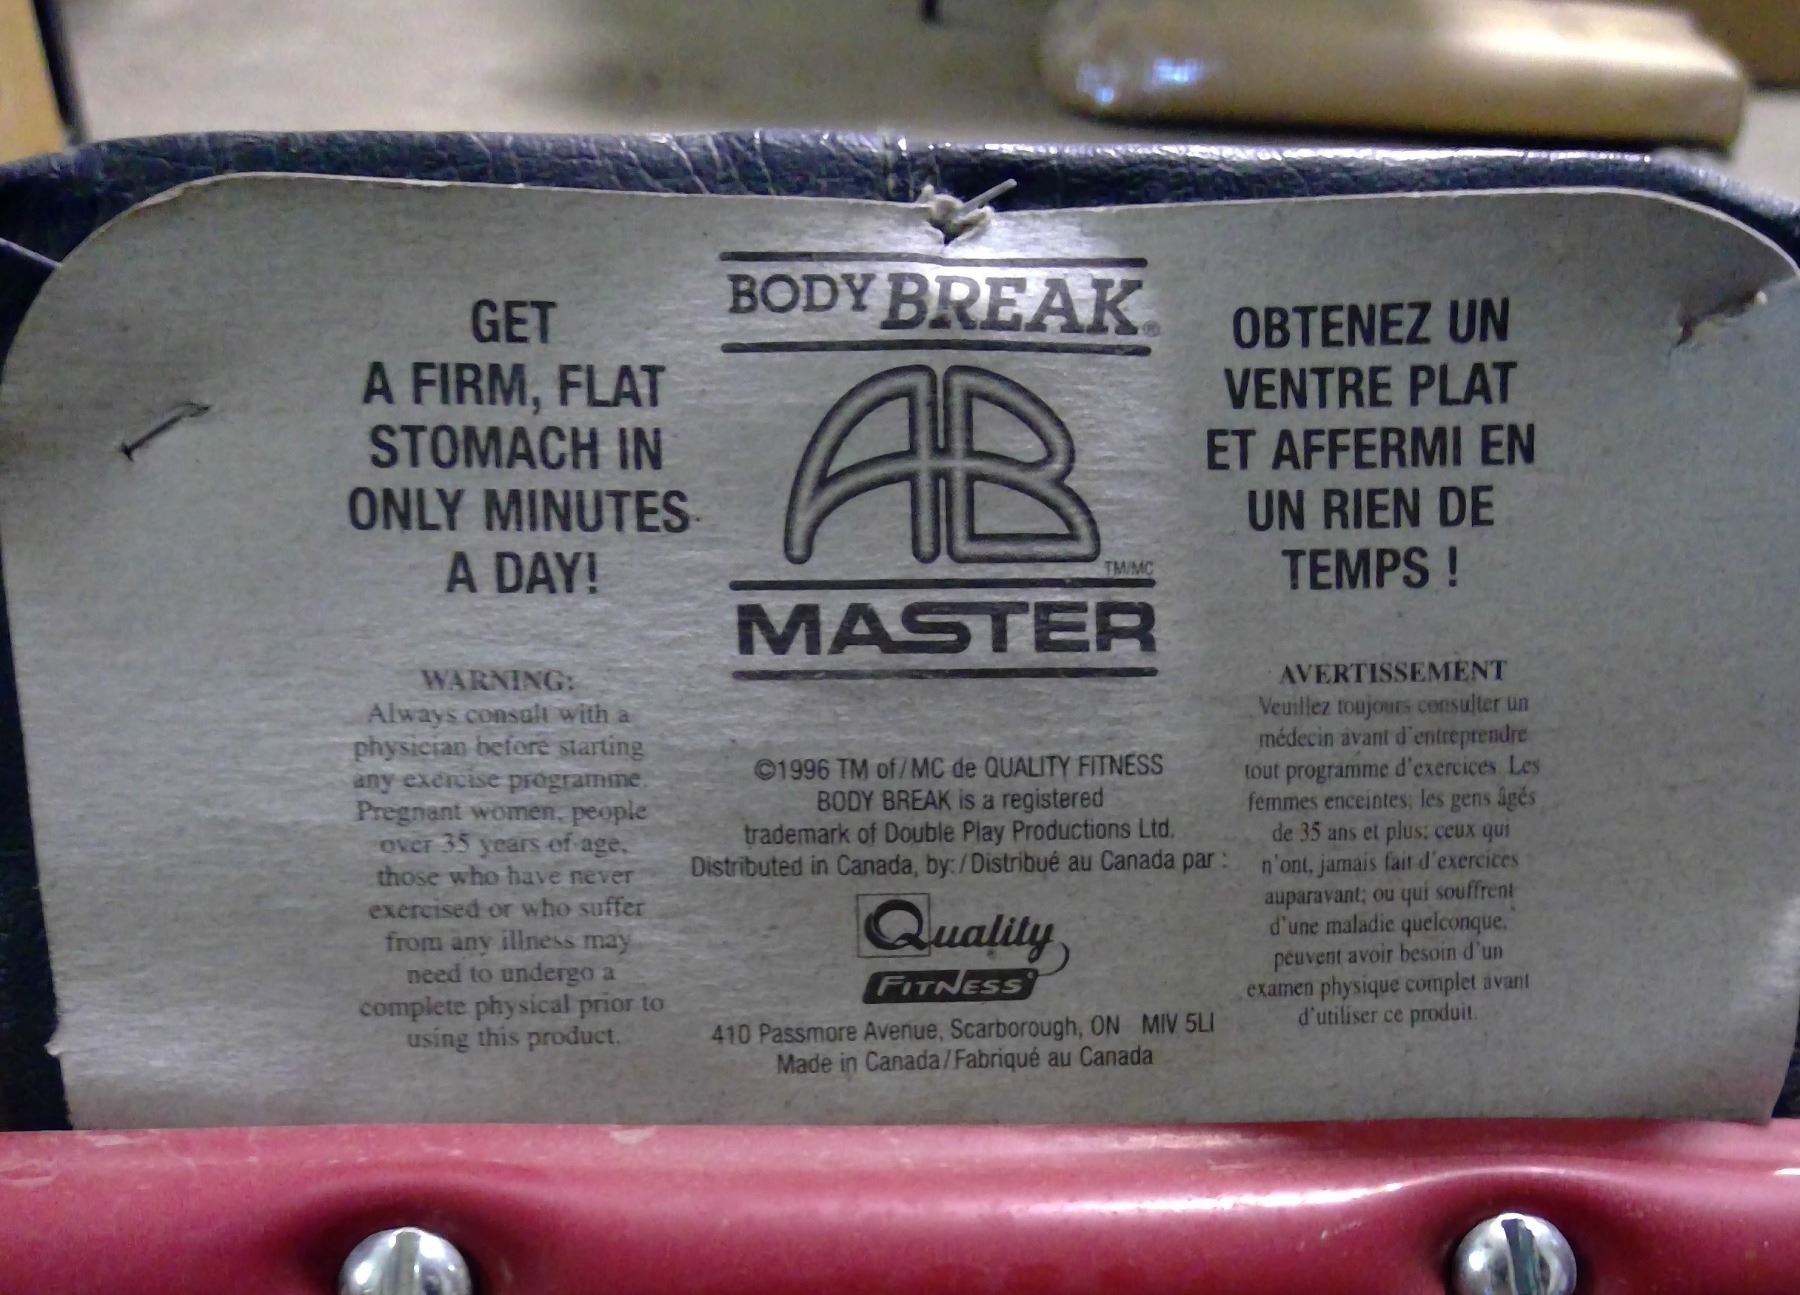 BODY BREAK®
AB
TM/MC
MASTER
GET
A FIRM, FLAT
STOMACH IN
ONLY MINUTES
A DAY!
WARNING:
Always consult with a
physician before starting
any exercise programme.
Pregnant women, people
over 35 years of age,
those who have never
exercised or who suffer
from any illness may
need to undergo a
complete physical prior to
using this product.
©1996 TM of/MC de QUALITY FITNESS
BODY BREAK is a registered
trademark of Double Play Productions Ltd.
Distributed in Canada, by:/Distribué au Canada par :
Quality
FITNESS
410 Passmore Avenue, Scarborough, ON MIV 5LI
Made in Canada/Fabriqué au Canada
OBTENEZ UN
VENTRE PLAT
ET AFFERMI EN
UN RIEN DE
TEMPS !
AVERTISSEMENT
Veuillez toujours consulter un
médecin avant d'entreprendre
tout programme d'exercices. Les
femmes enceintes; les gens âgés
de 35 ans et plus; ceux qui
n'ont, jamais fait d'exercices
auparavant; ou qui souffrent
d'une maladie quelconque,
peuvent avoir besoin d'un
examen physique complet avant
d'utiliser ce produit.